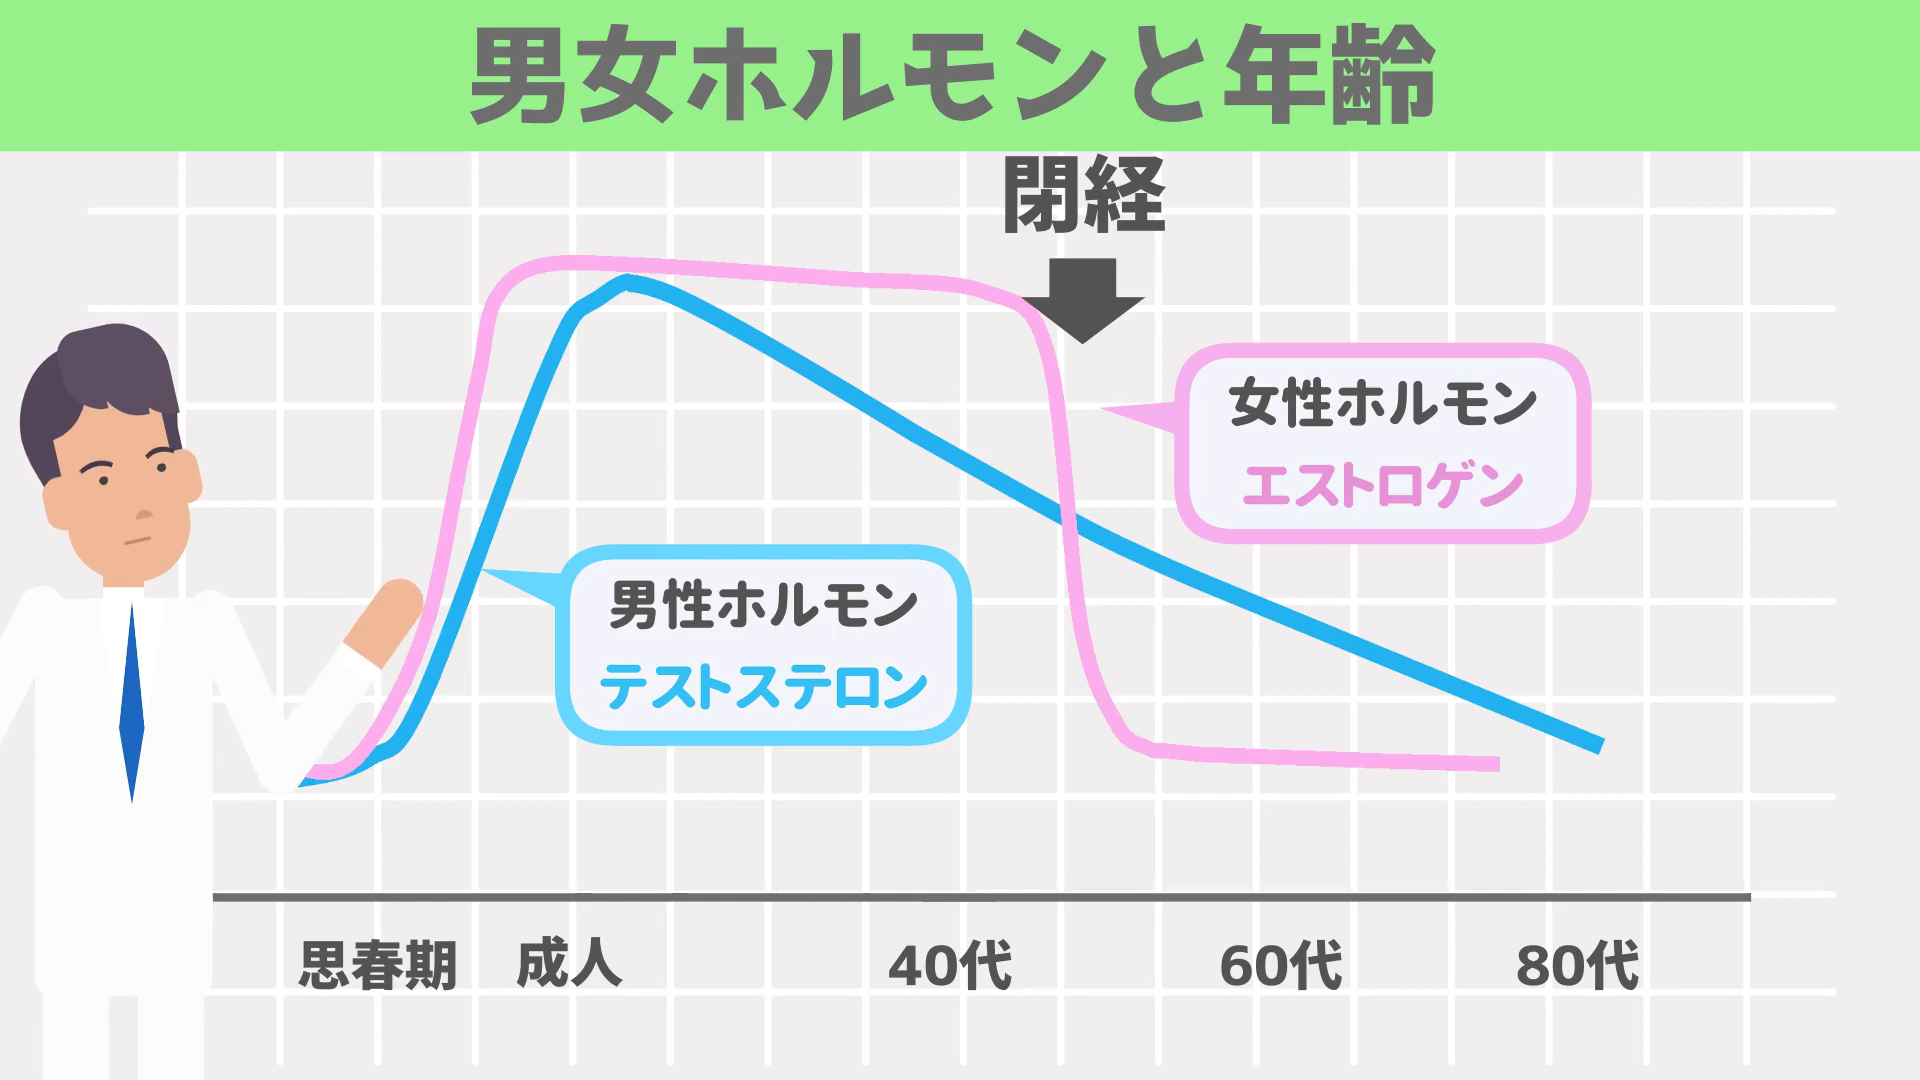 男女ホルモンと年齢
閉経
女性ホルモン
エストロゲン
男性ホルモン
テストステロン
思春期 成人 40代 60代 80代